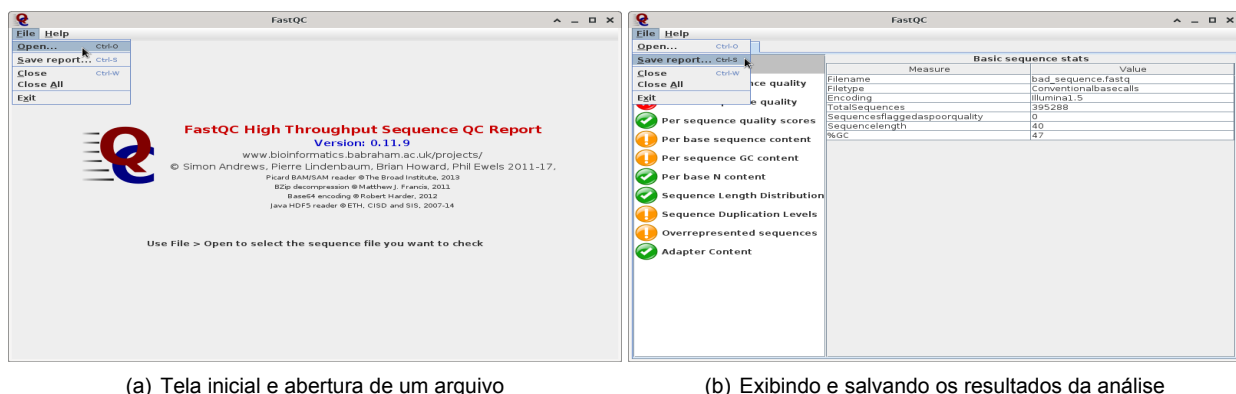 FastQC
File Help
Open... Ctrl-O
Save report... Ctrl-S
Close Ctrl-W
Close All
Exit
FastQC High Throughput Sequence QC Report
Version: 0.11.9
www.bioinformatics.babraham.ac.uk/projects/
© Simon Andrews, Pierre Lindenbaum, Brian Howard, Phil Ewels 2011-17,
Picard BAM/SAM reader ©The Broad Institute, 2013
BZip decompression ©Matthew J. Francis, 2011
Base64 encoding ©Robert Harder, 2012
Java HDF5 reader ©ETH, CISD and SIS, 2007-14
Use File > Open to select the sequence file you want to check
(a) Tela inicial e abertura de um arquivo
FastQC
File Help
Open... Ctrl-O
Save report... Ctrl-S
Close Ctrl-W
Close All
Exit
nce quality
e quality
Per sequence quality scores
Per base sequence content
Per sequence GC content
Per base N content
Sequence Length Distribution
Sequence Duplication Levels
Overrepresented sequences
Adapter Content
Basic sequence stats
Measure Value
Filename bad_sequence.fastq
Filetype Conventionalbasecalls
Encoding Illumina1.5
TotalSequences 395288
Sequencesflaggedaspoorquality 0
Sequencelength 40
%GC 47
(b) Exibindo e salvando os resultados da análise